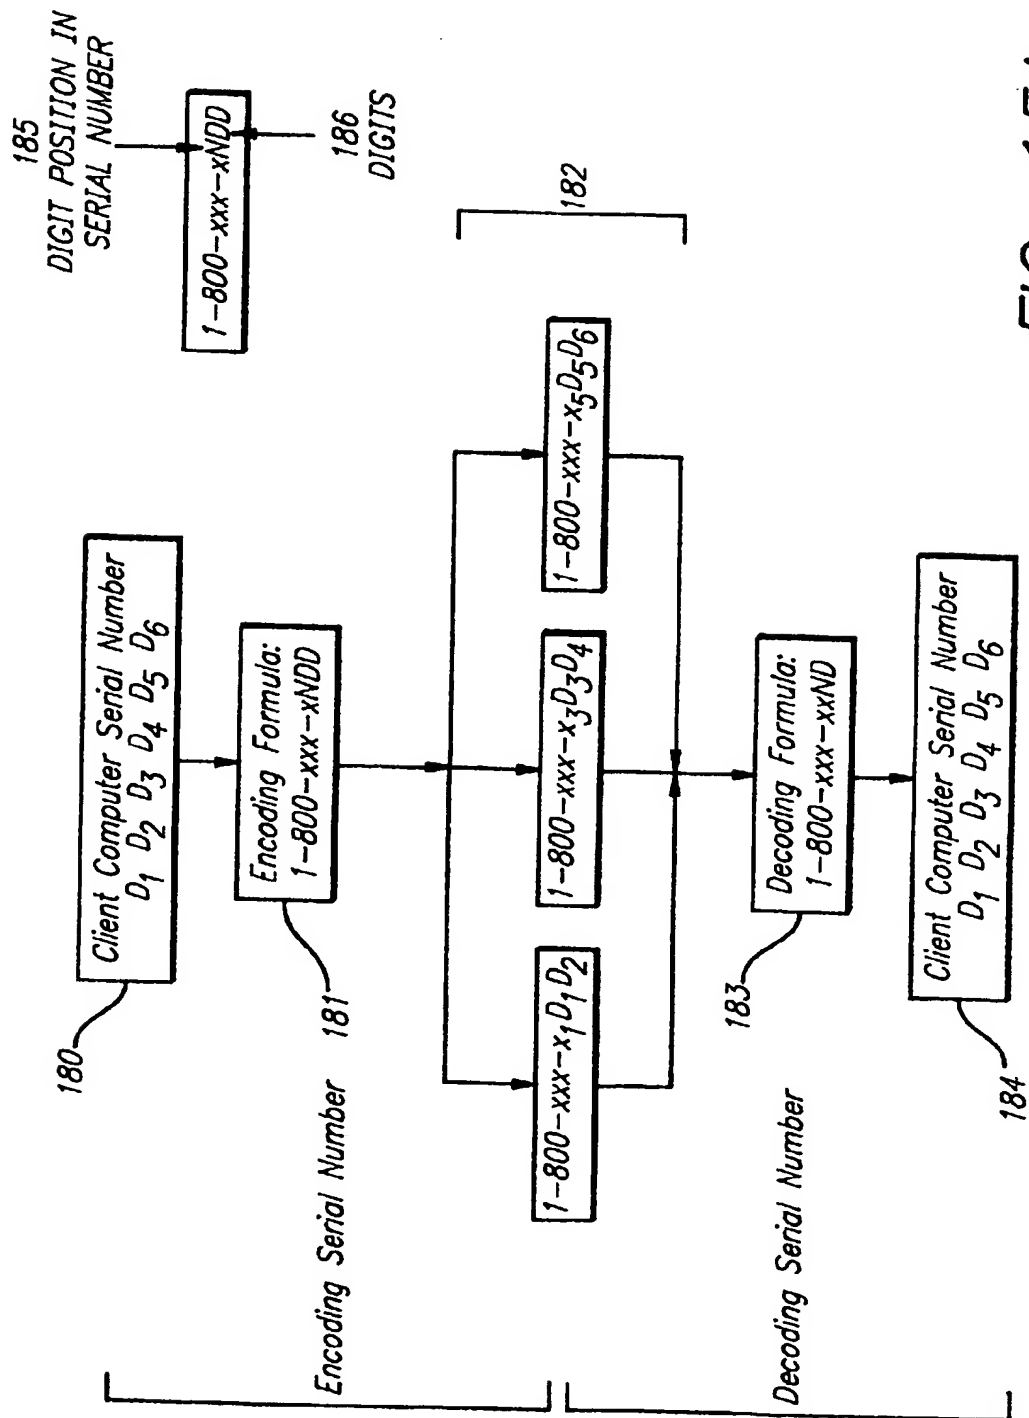 185
DIGIT POSITION IN
SERIAL NUMBER
1-800-xxx-xNDD
186
DIGITS
Client Computer Serial Number
D1 D2 D3 D4 D5 D6
180
Encoding Formula:
1-800-xxx-xNDD
181
Encoding Serial Number
1-800-xxx-x1D1D2
1-800-xxx-x3D3D4
1-800-xxx-x5D5D6
182
Decoding Formula:
1-800-xxx-xxND
183
Decoding Serial Number
Client Computer Serial Number
D1 D2 D3 D4 D5 D6
184